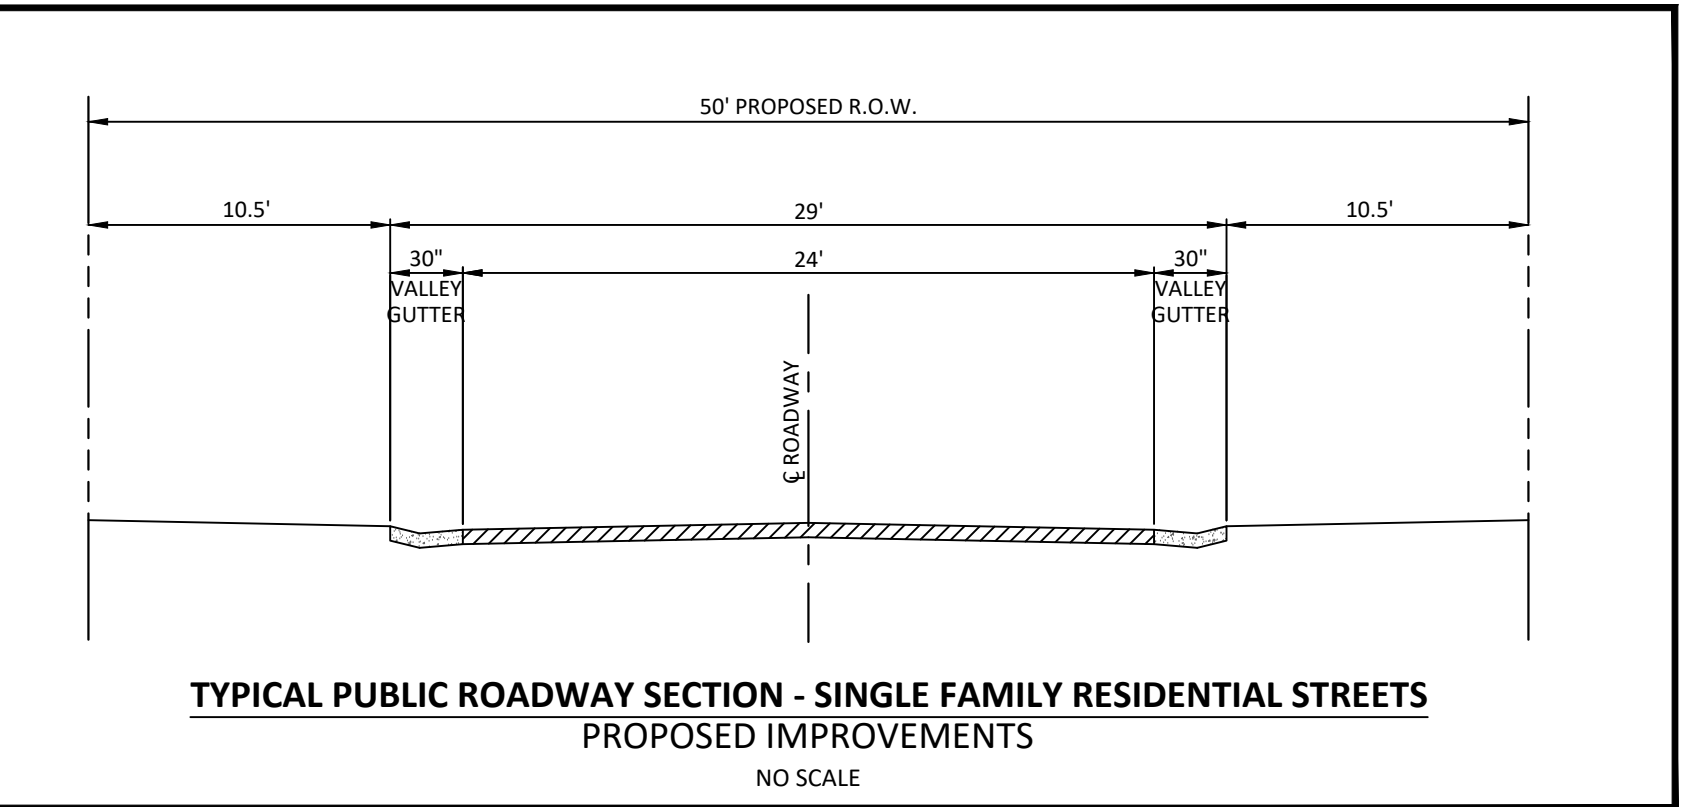 50' PROPOSED R.O.W.
10.5'
29'
10.5'
30"
24'
30"
VALLEY
GUTTER
VALLEY
GUTTER
℄ ROADWAY
TYPICAL PUBLIC ROADWAY SECTION - SINGLE FAMILY RESIDENTIAL STREETS
PROPOSED IMPROVEMENTS
NO SCALE